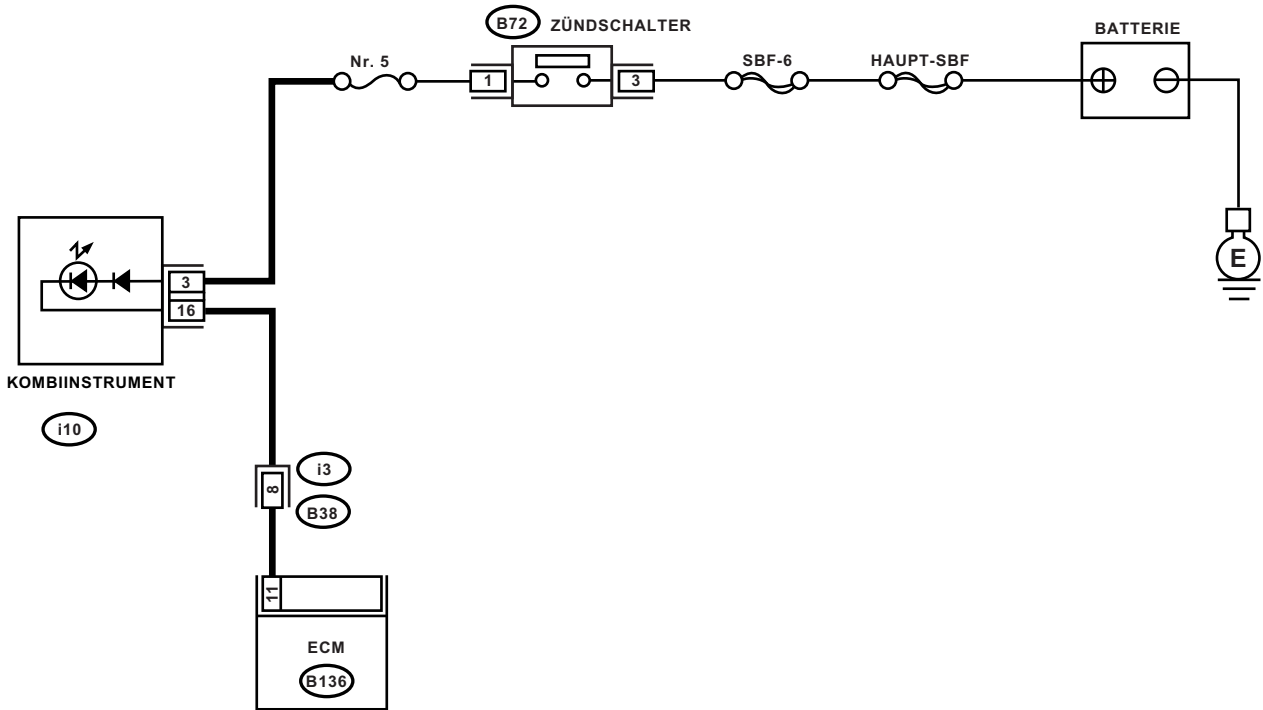 B72 ZÜNDSCHALTER
BATTERIE
Nr. 5
SBF-6
HAUPT-SBF
1
3
E
3
16
KOMBIINSTRUMENT
i10
i3
8
B38
11
ECM
B136